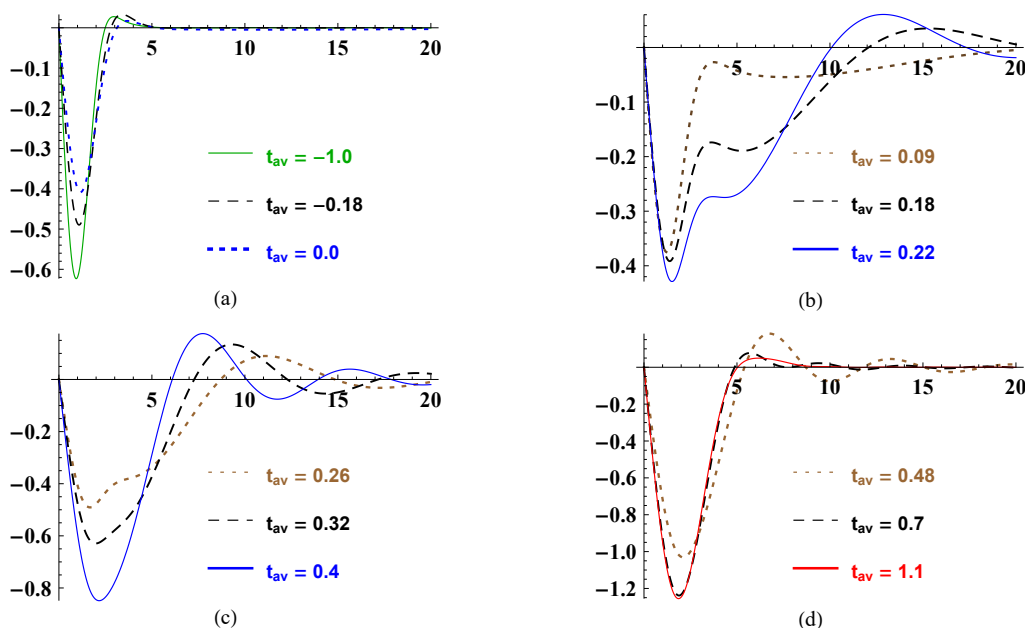 5 10 15 20
−0.1
−0.2
−0.3
−0.4
−0.5
−0.6
t_av = −1.0
t_av = −0.18
t_av = 0.0
(a)
5 10 15 20
−0.1
−0.2
−0.3
−0.4
t_av = 0.09
t_av = 0.18
t_av = 0.22
(b)
5 10 15 20
−0.2
−0.4
−0.6
−0.8
t_av = 0.26
t_av = 0.32
t_av = 0.4
(c)
5 10 15 20
−0.2
−0.4
−0.6
−0.8
−1.0
−1.2
t_av = 0.48
t_av = 0.7
t_av = 1.1
(d)